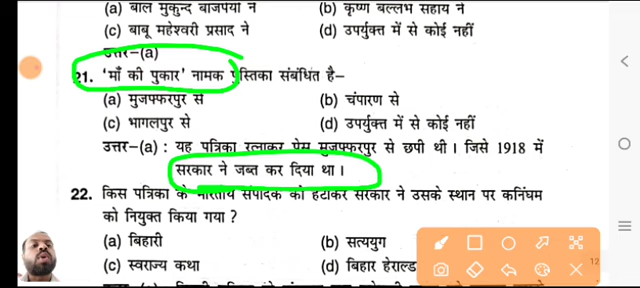 (a) बाल मुकुन्द बाजपेयी ने (b) कृष्ण बल्लभ सहाय ने
(c) बाबू महेश्वरी प्रसाद ने (d) उपर्युक्त में से कोई नहीं
उत्तर–(a)
21. ‘माँ की पुकार’ नामक पुस्तिका संबंधित है–
(a) मुजफ्फरपुर से (b) चंपारण से
(c) भागलपुर से (d) उपर्युक्त में से कोई नहीं
उत्तर–(a) : यह पत्रिका रत्नाकर प्रेस मुजफ्फरपुर से छपी थी। जिसे 1918 में
सरकार ने जब्त कर दिया था।
22. किस पत्रिका के भारतीय संपादक को हटाकर सरकार ने उसके स्थान पर कनिंघम
को नियुक्त किया गया ?
(a) बिहारी (b) सत्ययुग
(c) स्वराज्य कथा (d) बिहार हेराल्ड
12